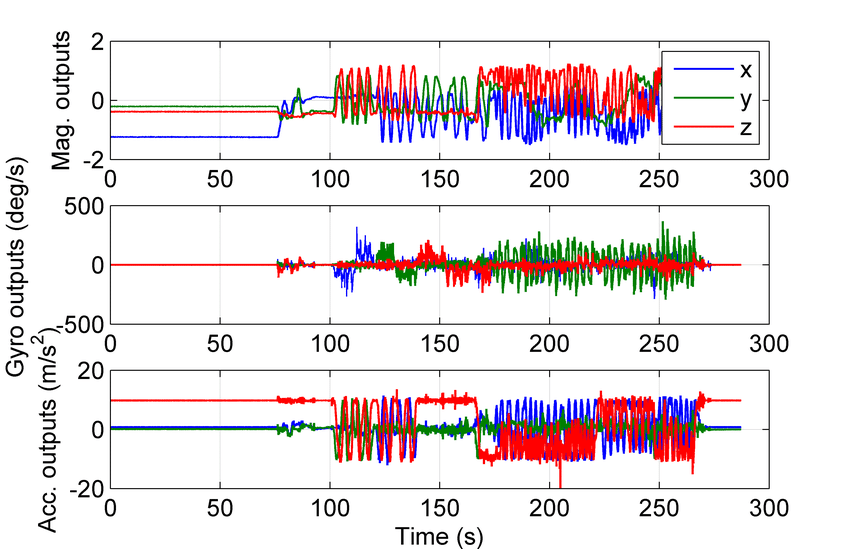 Mag. outputs
2
0
-2
x
y
z
0 50 100 150 200 250 300
Gyro outputs (deg/s)
500
0
-500
0 50 100 150 200 250 300
Acc. outputs (m/s²),
20
0
-20
0 50 100 150 200 250 300
Time (s)